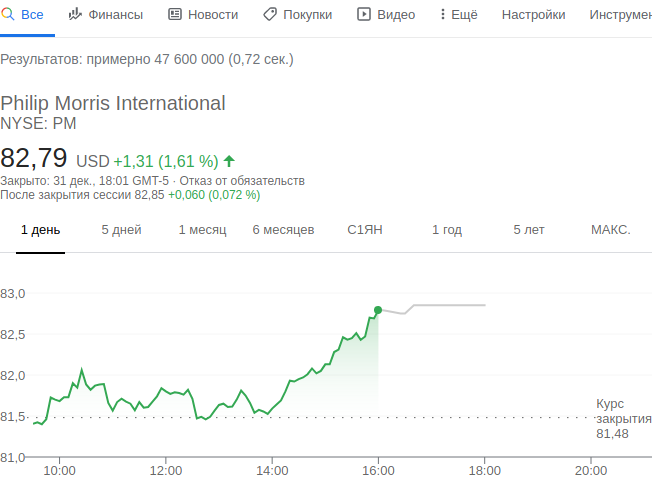 Все Финансы Новости Покупки Видео Ещё Настройки
Результатов: примерно 47 600 000 (0,72 сек.)
Philip Morris International
NYSE: PM
82,79 USD +1,31 (1,61 %)
Закрыто: 31 дек., 18:01 GMT-5 · Отказ от обязательств
После закрытия сессии 82,85 +0,060 (0,072 %)
1 день 5 дней 1 месяц 6 месяцев С1ЯН 1 год 5 лет МАКС.
83,0
82,5
82,0
81,5
81,0
Курс
закрытия
81,48
10:00 12:00 14:00 16:00 18:00 20:00